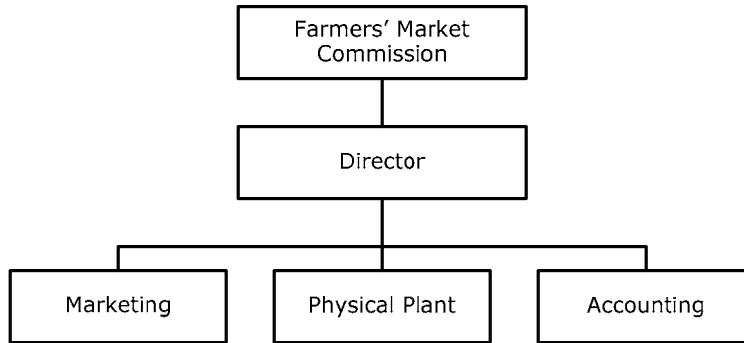 Farmers’ Market
Commission
Director
Marketing
Physical Plant
Accounting